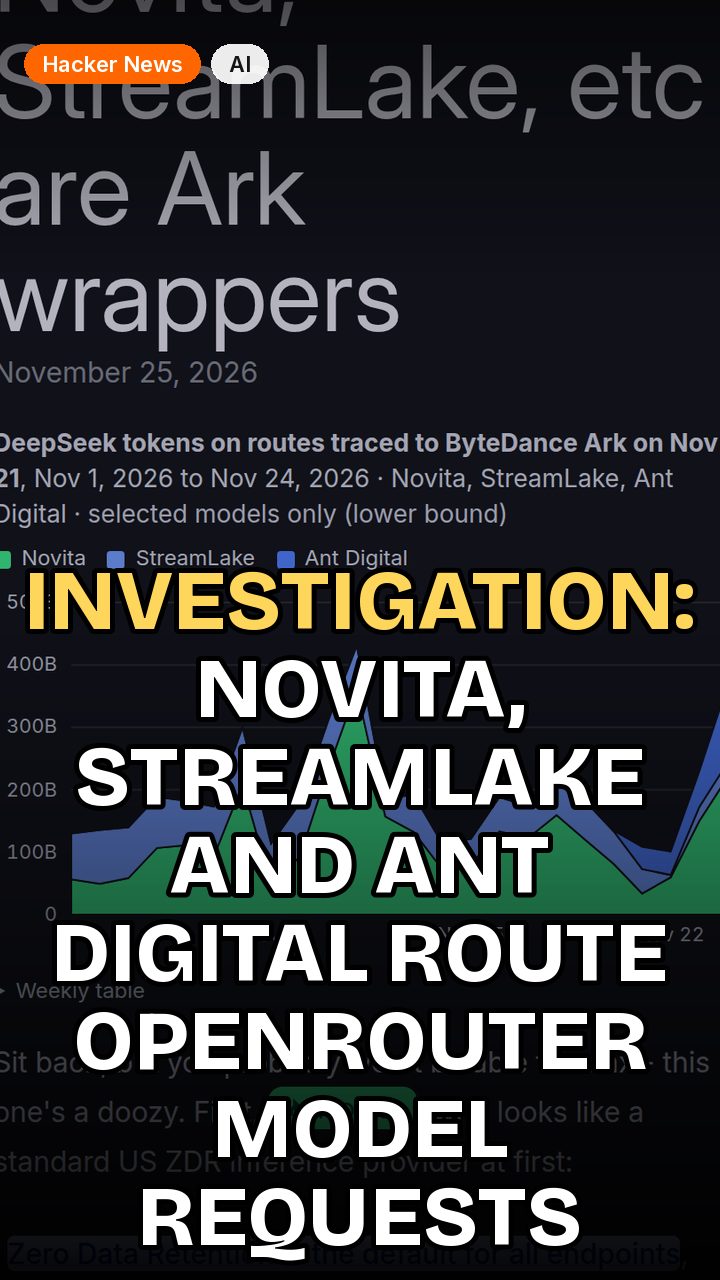 Novita,
Hacker News AI
StreamLake, etc
are Ark
wrappers
November 25, 2026
DeepSeek tokens on routes traced to ByteDance Ark on Nov
21, Nov 1, 2026 to Nov 24, 2026 · Novita, StreamLake, Ant
Digital · selected models only (lower bound)
Novita StreamLake Ant Digital
INVESTIGATION:
400B
NOVITA,
300B
STREAMLAKE
200B
AND ANT
100B
0
DIGITAL ROUTE
22
Weekly table
OPENROUTER
Sit this
MODEL
one's a doozy. looks like a
standard US ZDR inference provider at first:
REQUESTS
Zero Data the default for all endpoints,